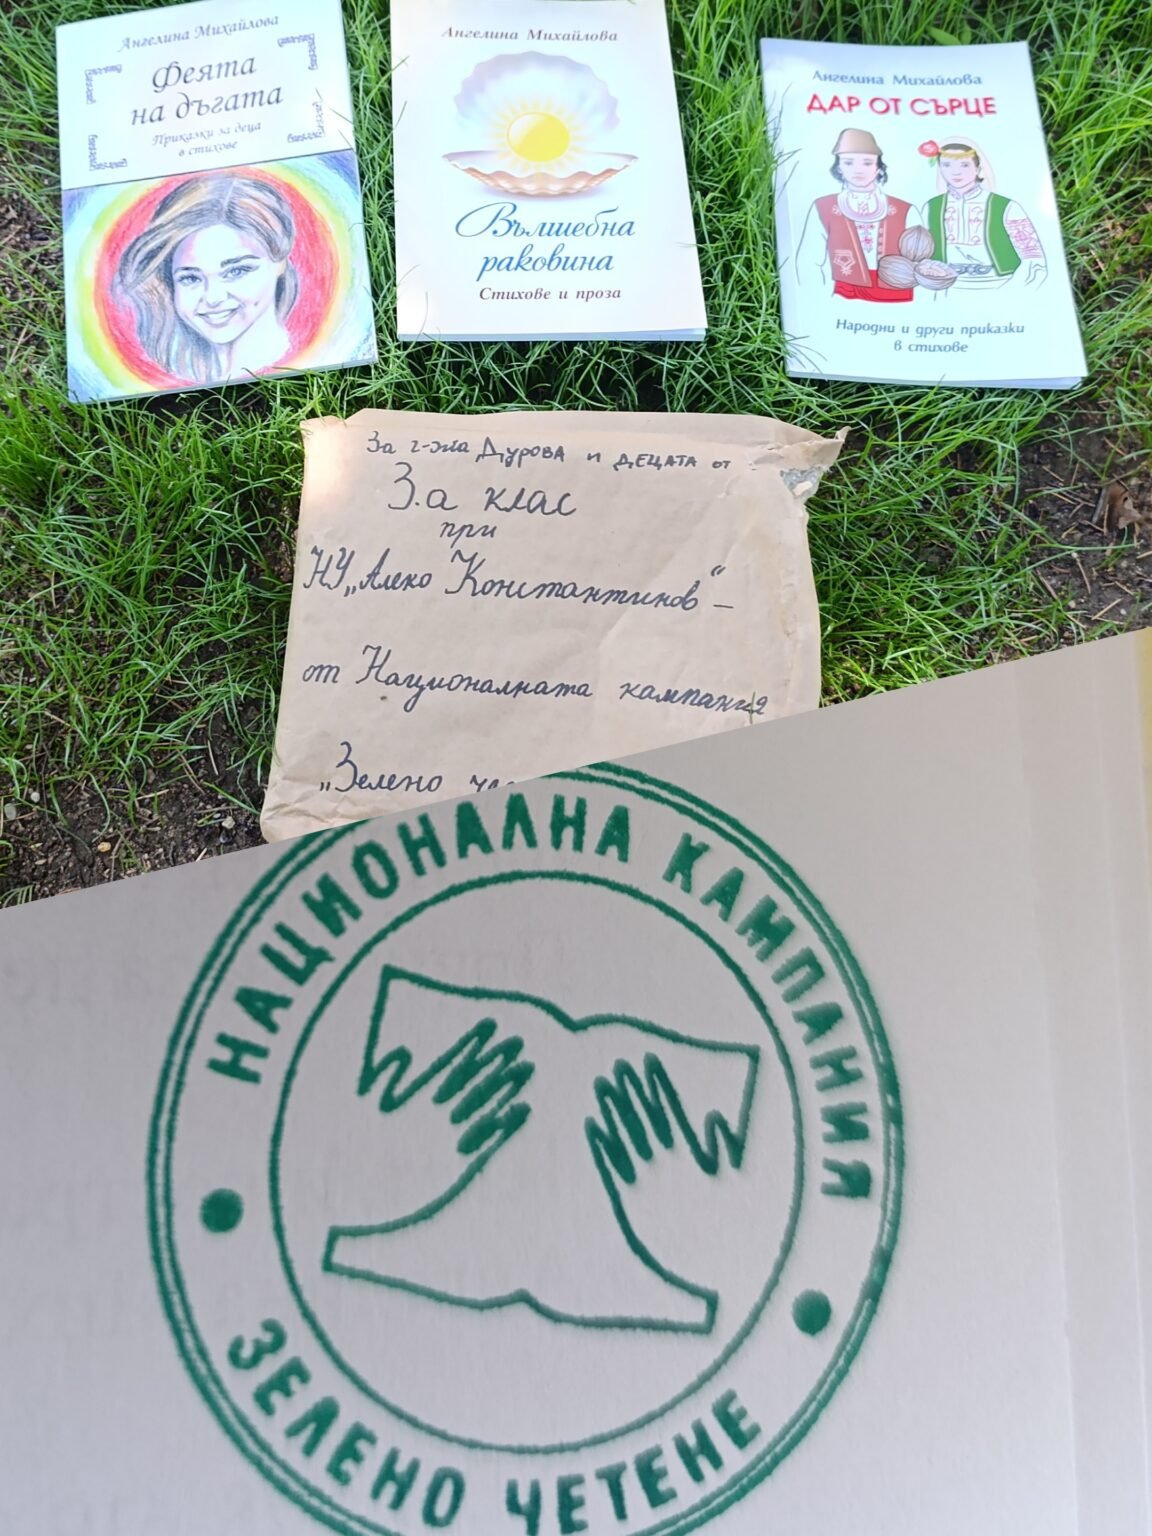 Ангелина Михайлова
Феята
на дъгата
Приказки за деца
в стихове
Ангелина Михайлова
Вълшебна
раковина
Стихове и проза
Ангелина Михайлова
ДАР ОТ СЪРЦЕ
Народни и други приказки
в стихове
За г-жа Дурова и ДЕЦАТА от
3.а клас
при
НУ „Алеко Константинов“ –
от Националната кампания
„Зелено че
НАЦИОНАЛНА КАМПАНИЯ
ЗЕЛЕНО ЧЕТЕНЕ